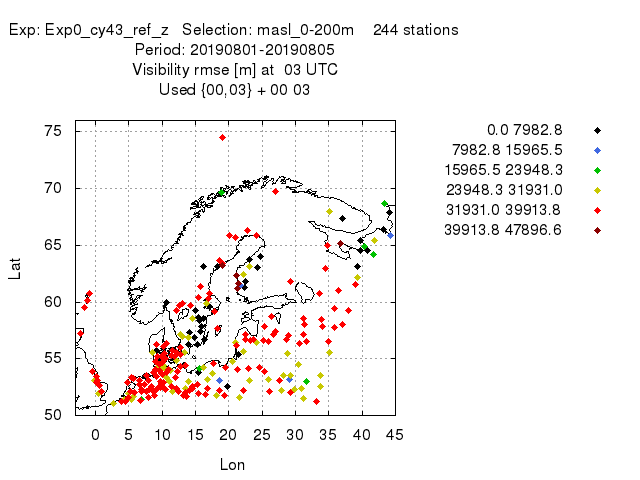 Exp: Exp0_cy43_ref_z   Selection: masl_0-200m    244 stations
Period: 20190801-20190805
Visibility rmse [m] at  03 UTC
Used {00,03} + 00 03
0.0 7982.8
7982.8 15965.5
15965.5 23948.3
23948.3 31931.0
31931.0 39913.8
39913.8 47896.6
75
70
65
60
55
50
Lat
0 5 10 15 20 25 30 35 40 45
Lon